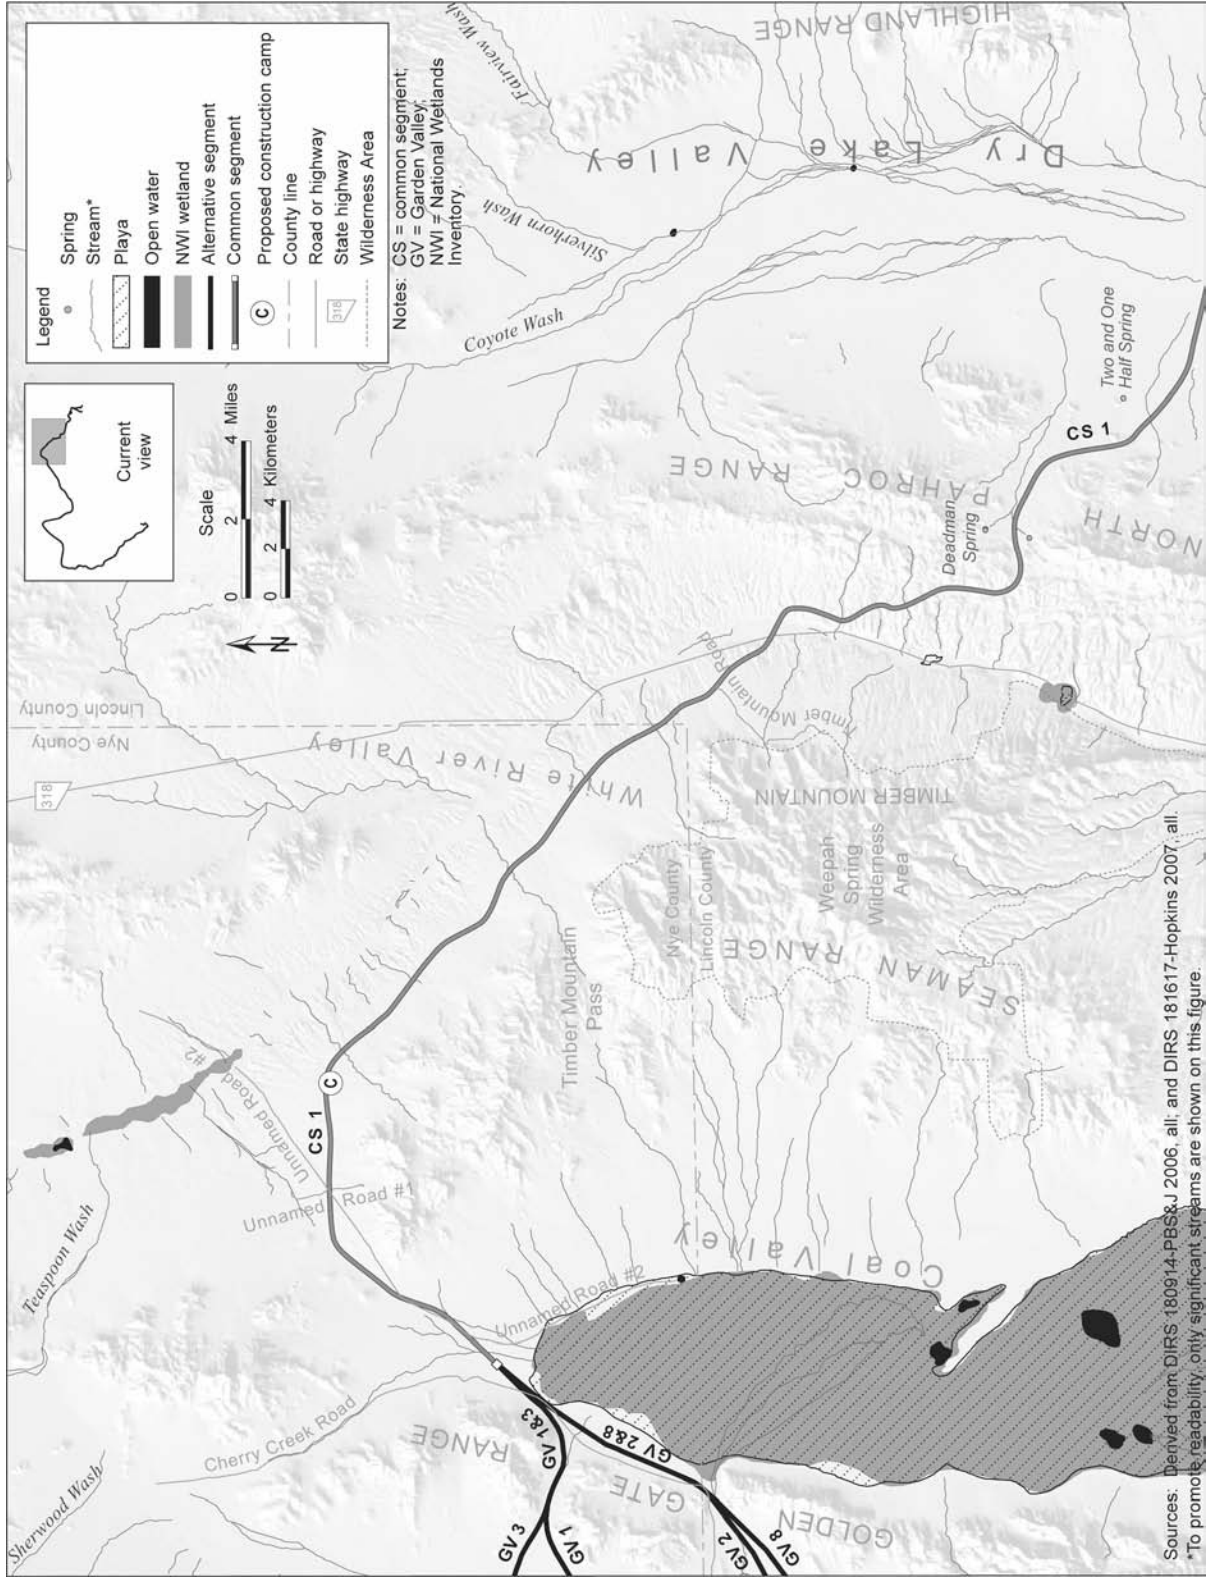 Legend
Spring
Stream*
Playa
Open water
NWI wetland
Alternative segment
Common segment
C
Proposed construction camp
County line
Road or highway
318
State highway
Wilderness Area
Notes: CS = common segment;
GV = Garden Valley;
NWI = National Wetlands
Inventory.
Current
view
Scale
0 2 4 Miles
0 2 4 Kilometers
N
Sherwood Wash
Teaspoon Wash
Cherry Creek Road
Unnamed Road #1
Unnamed Road #2
Unnamed Road #2
CS 1
C
GV 3
GV 1
GV 1&3
GV 2&8
GV 2
GV 8
GOLDEN
GATE
RANGE
Coal Valley
Timber Mountain
Pass
318
Nye County
Lincoln County
White River Valley
Nye County
Lincoln County
SEAMAN RANGE
Weepah
Spring
Wilderness
Area
TIMBER MOUNTAIN
Timber Mountain Road
Deadman
Spring
NORTH
PAHROC RANGE
CS 1
Two and One
Half Spring
Coyote Wash
Silverhorn Wash
Fairview Wash
Dry Lake Valley
HIGHLAND RANGE
Sources: Derived from DIRS 180914-PBS&J 2006, all; and DIRS 181617-Hopkins 2007, all.
*To promote readability, only significant streams are shown on this figure.